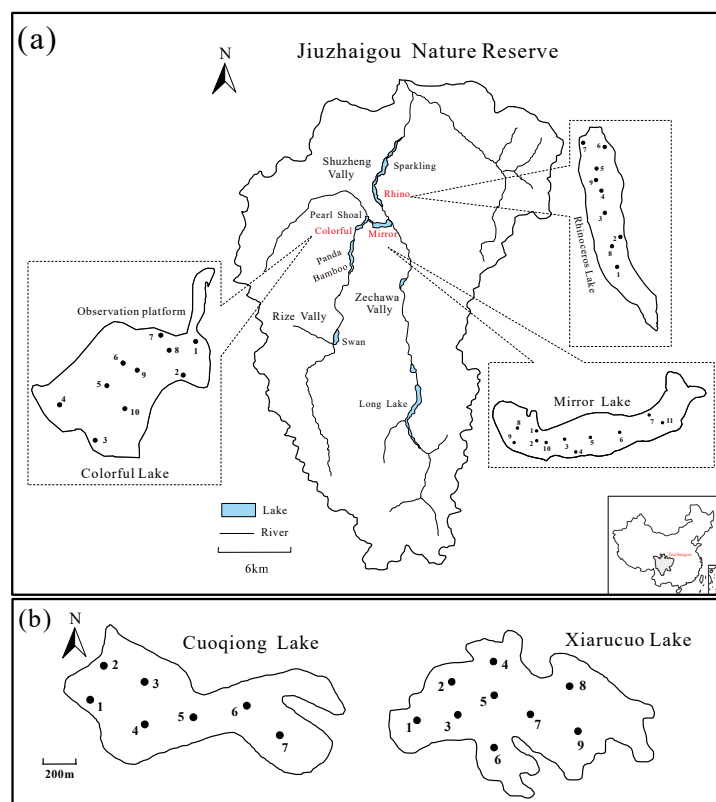 (a)
Jiuzhaigou Nature Reserve
N
Shuzheng
Vally
Sparkling
Rhino
Pearl Shoal
Colorful
Mirror
Panda
Bamboo
Zechawa
Vally
Rize Vally
Swan
Long Lake
Lake
River
6km
7
6
5
9
4
3
2
8
1
Rhinoceros Lake
Observation platform
7
8
1
6
9
2
5
4
10
3
Colorful Lake
Mirror Lake
8
1
9
2
10
3
4
5
6
7
11
Jiuzhaigou
(b)
N
Cuoqiong Lake
2
3
1
4
5
6
7
200m
Xiarucuo Lake
4
2
8
5
1
3
7
6
9